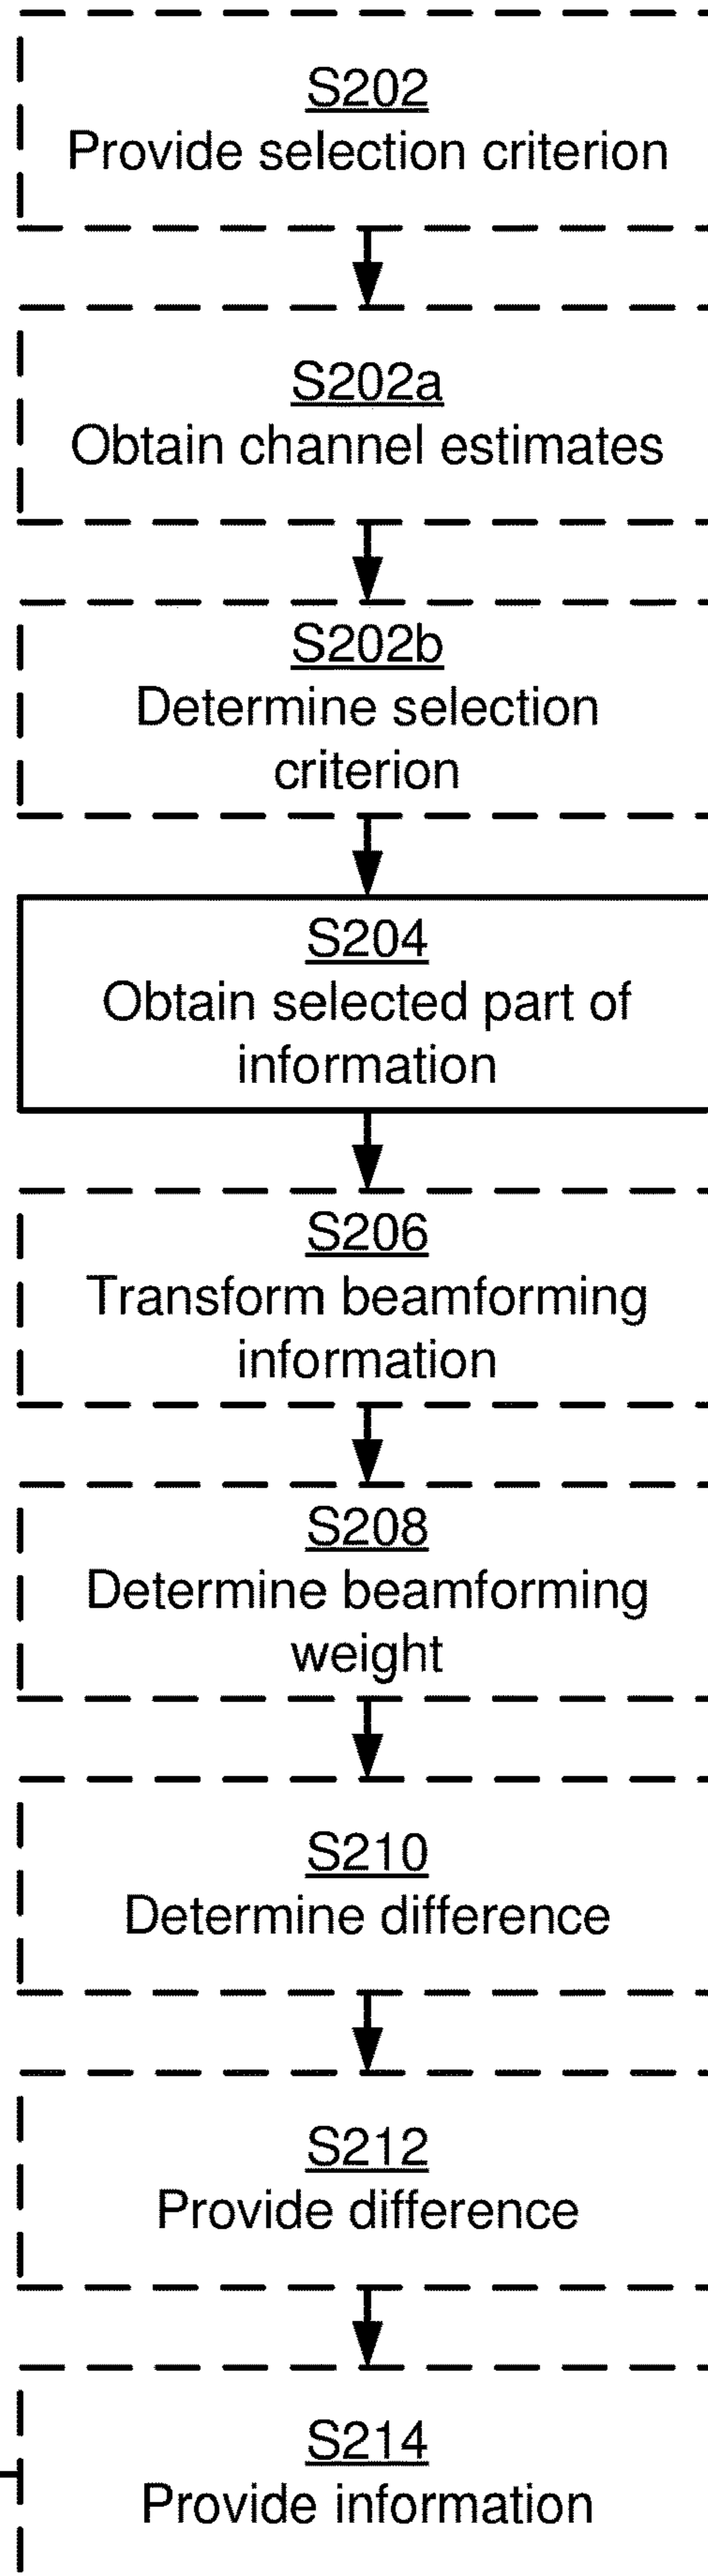 S202
Provide selection criterion
S202a
Obtain channel estimates
S202b
Determine selection
criterion
S204
Obtain selected part of
information
S206
Transform beamforming
information
S208
Determine beamforming
weight
S210
Determine difference
S212
Provide difference
S214
Provide information